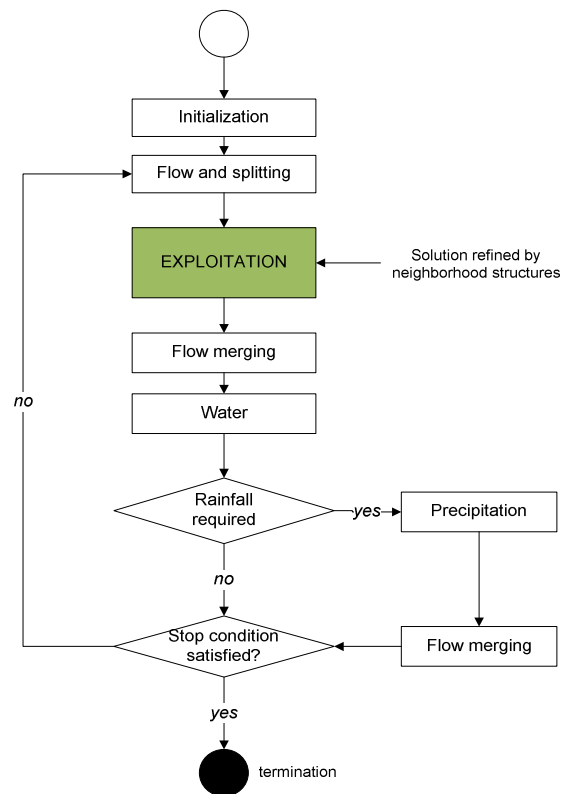 Initialization
Flow and splitting
EXPLOITATION
Solution refined by
neighborhood structures
Flow merging
no
Water
Rainfall
required
yes
Precipitation
no
Stop condition
satisfied?
Flow merging
yes
termination